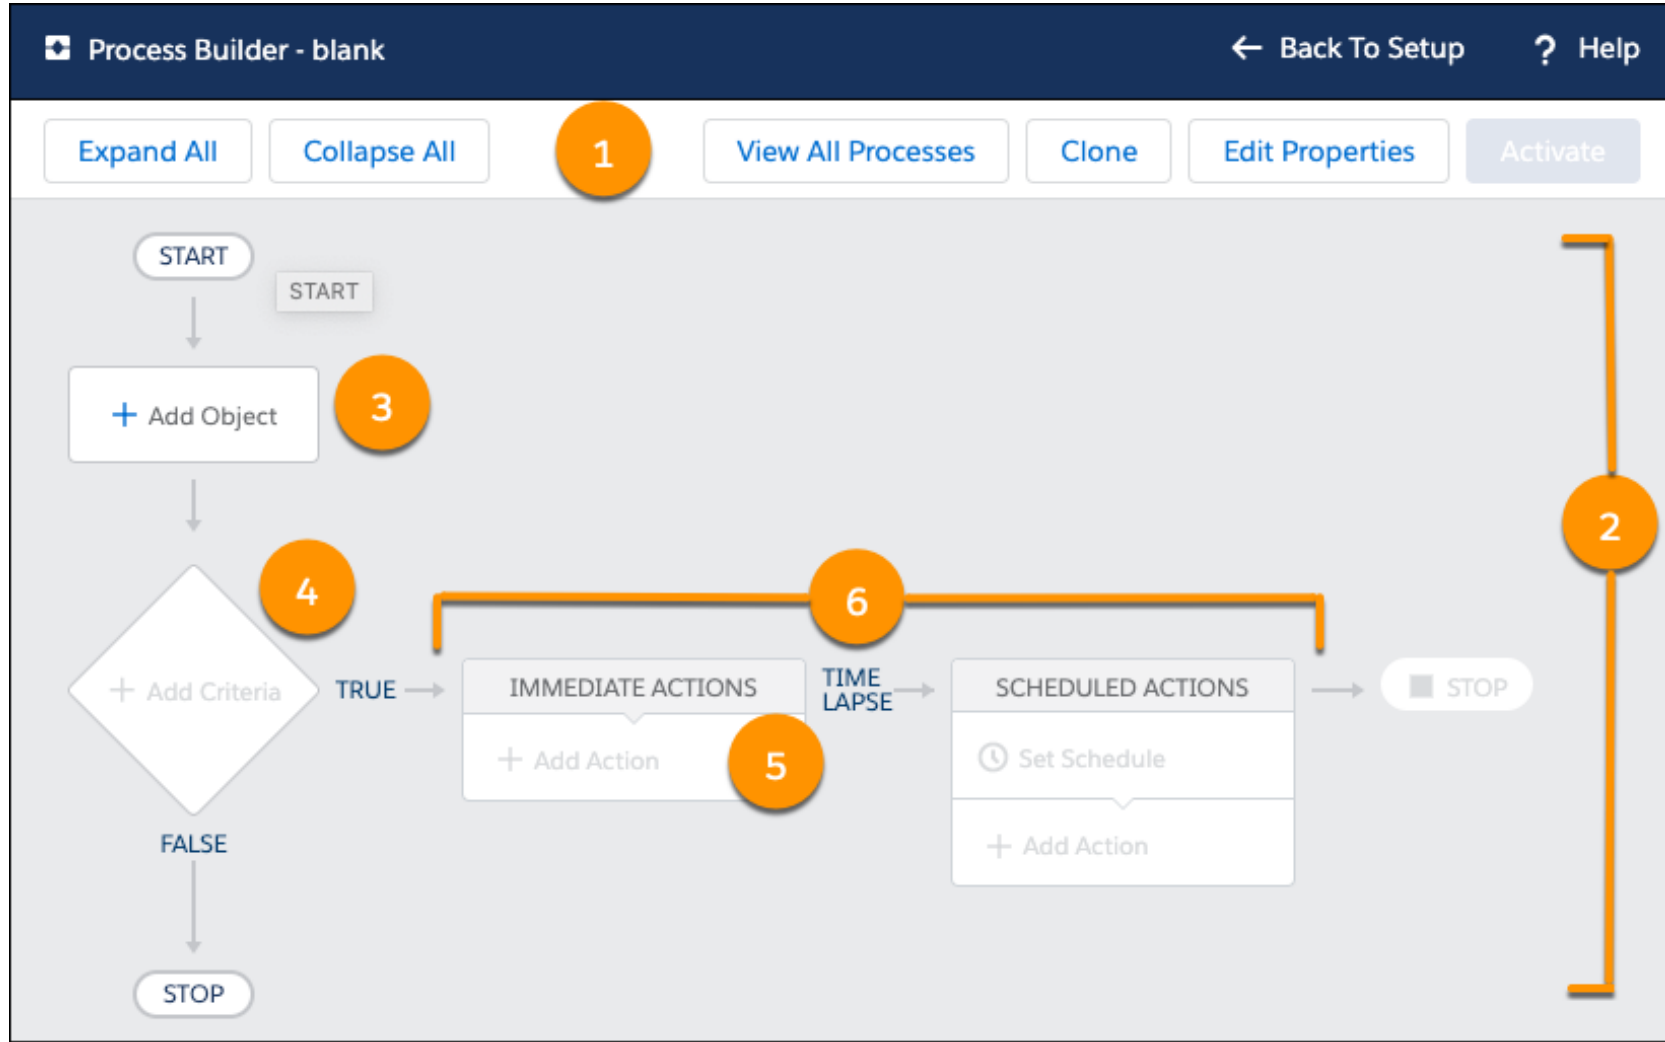 Process Builder - blank
Back To Setup
? Help
Expand All
Collapse All
1
View All Processes
Clone
Edit Properties
Activate
START
START
+ Add Object
3
2
4
6
+ Add Criteria
TRUE
IMMEDIATE ACTIONS
TIME
LAPSE
SCHEDULED ACTIONS
STOP
+ Add Action
5
Set Schedule
+ Add Action
FALSE
STOP